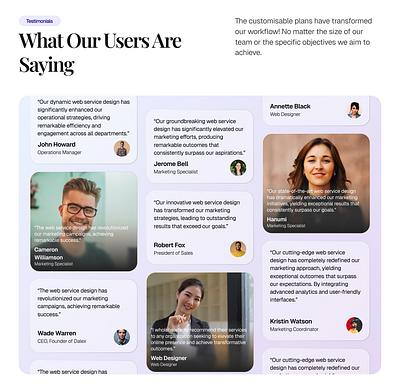 Testimonials
What Our Users Are
Saying
The customisable plans have transformed
our workflow! No matter the size of our
team or the specific objectives we aim to
achieve.
"Our dynamic web service design has
significantly enhanced our
operational strategies, driving
remarkable efficiency and
engagement across all departments."
John Howard
Operations Manager
"The web service design has revolutionized
our marketing campaigns, achieving
remarkable success."
Cameron
Williamson
Marketing Specialist
"The web service design has
revolutionized our marketing
campaigns, achieving remarkable
success."
Wade Warren
CEO, Founder of Dalex
"The web service design has
"Our groundbreaking web service
design has significantly elevated our
marketing efforts, producing
remarkable outcomes that
consistently surpass our aspirations."
Jerome Bell
Marketing Specialist
"Our innovative web service design
has transformed our marketing
strategies, leading to outstanding
results that exceed our goals."
Robert Fox
President of Sales
"I wholeheartedly recommend their services
to any organization seeking to elevate their
online presence and achieve transformative
outcomes."
Web Designer
Web Designer
Annette Black
Web Designer
"Our state-of-the-art web service design
has dramatically enhanced our marketing
initiatives, yielding exceptional results that
consistently surpass our goals."
Hanumi
Marketing Specialist
"Our cutting-edge web service
design has completely redefined our
marketing approach, yielding
exceptional outcomes that surpass
our expectations. By integrating
advanced analytics and user-friendly
interfaces."
Kristin Watson
Marketing Coordinator
"Our cutting-edge web service
design has completely redefined our